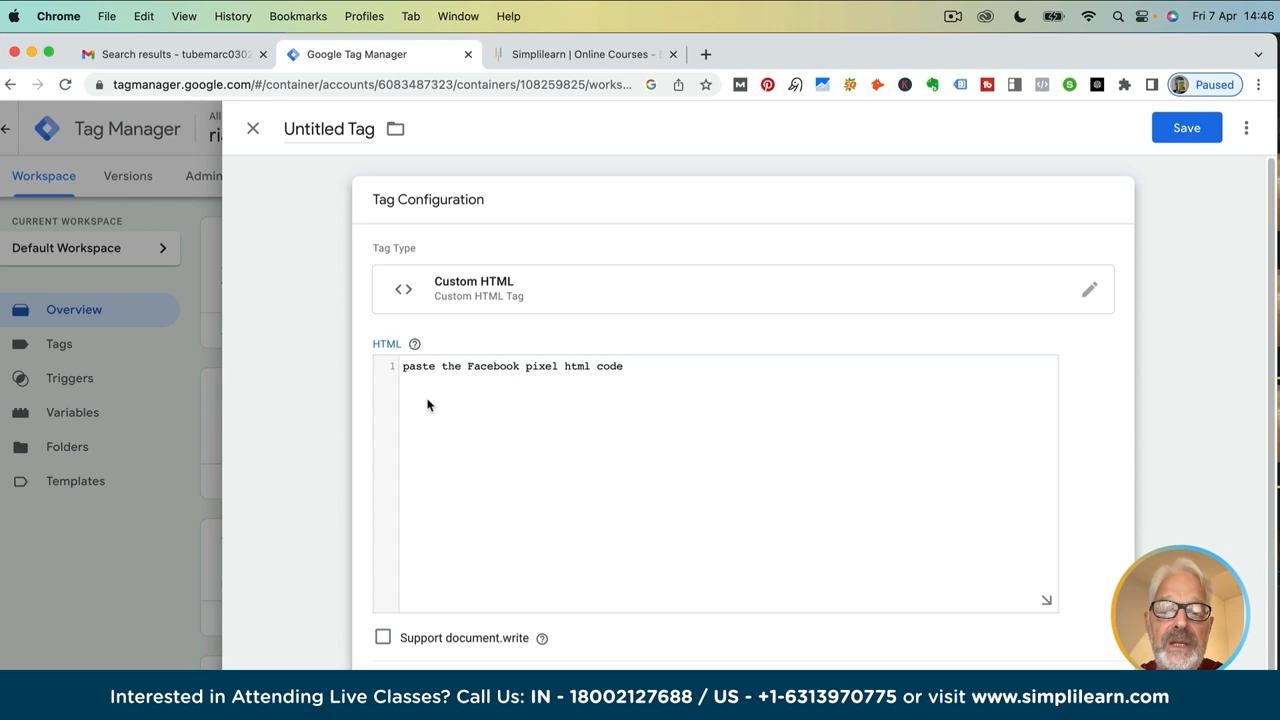 Chrome File Edit View History Bookmarks Profiles Tab Window Help Fri 7 Apr 14:46
Search results - tubemarc030 Google Tag Manager Simplilearn | Online Courses -
tagmanager.google.com/#/container/accounts/6083487323/containers/108259825/works... Paused
Tag Manager
All
ria
Untitled Tag
Save
Workspace Versions Admin
CURRENT WORKSPACE
Default Workspace
Overview
Tags
Triggers
Variables
Folders
Templates
Tag Configuration
Tag Type
Custom HTML
Custom HTML Tag
HTML
1 paste the Facebook pixel html code
Support document.write
Interested in Attending Live Classes? Call Us: IN - 18002127688 / US - +1-6313970775 or visit www.simplilearn.com